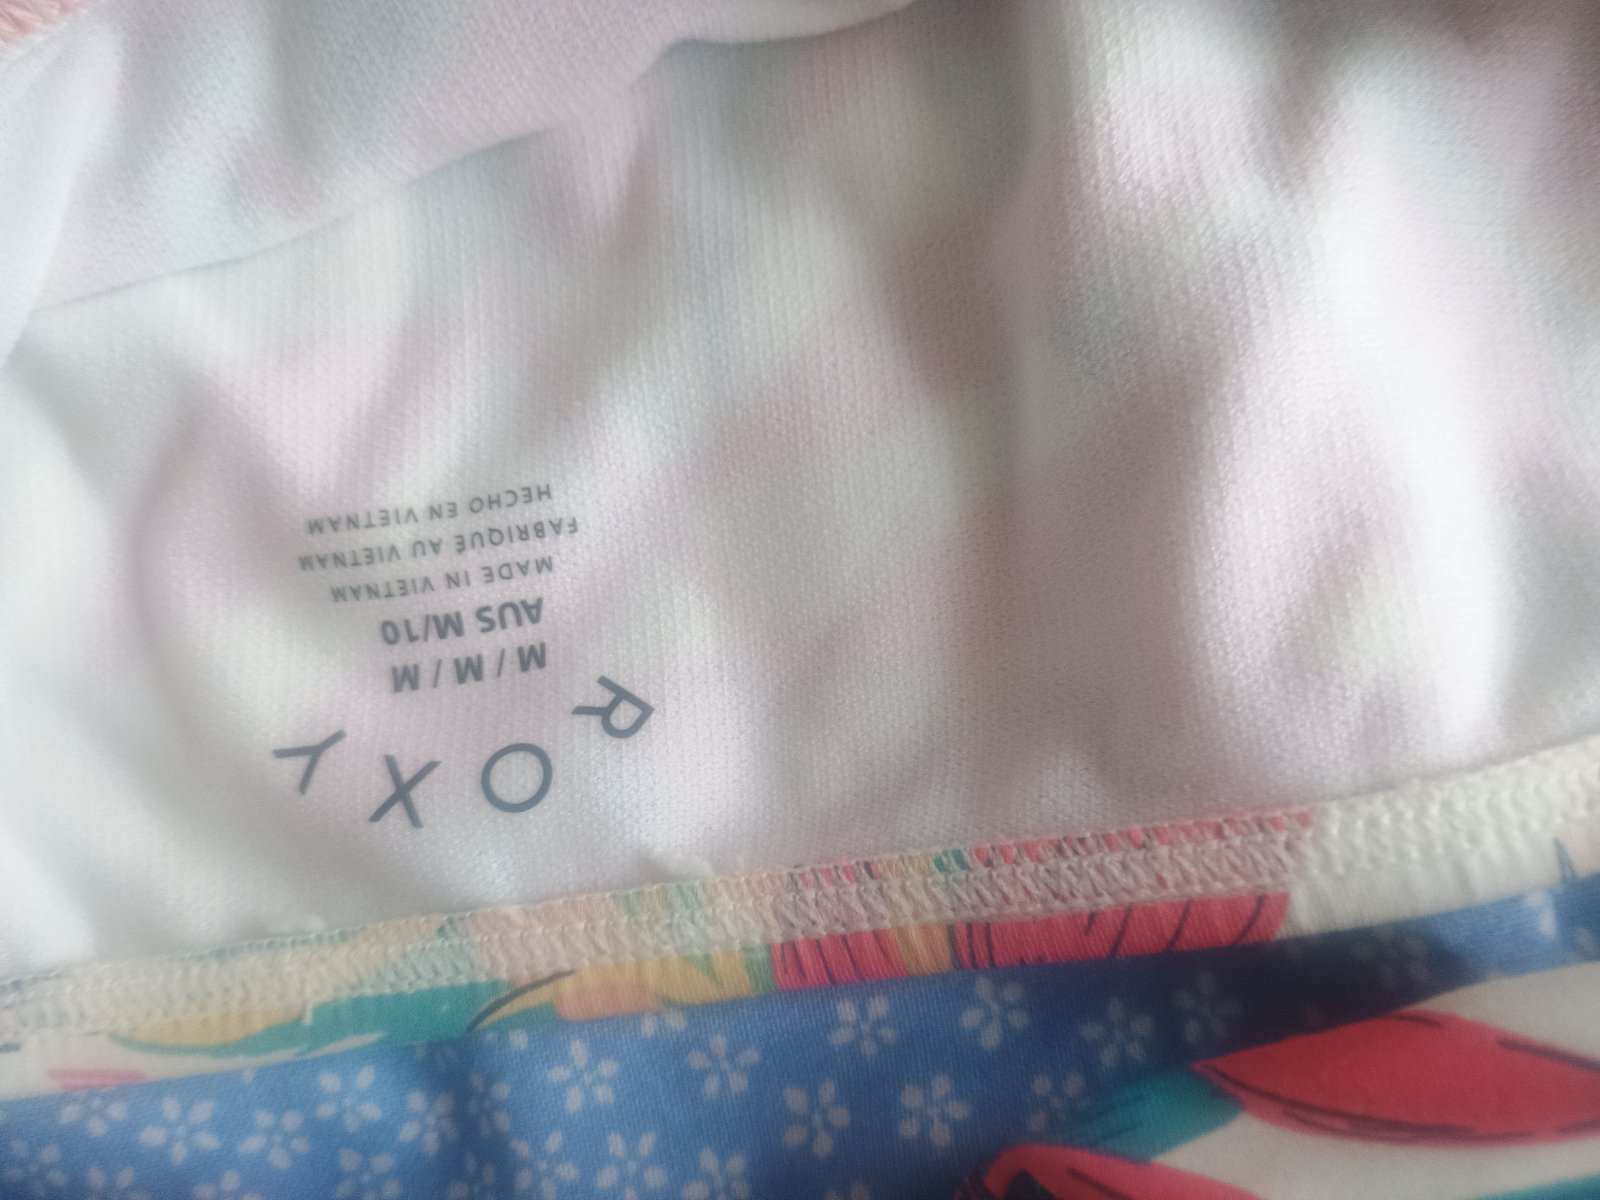 ROXY
M / M / M
AUS M/10
MADE IN VIETNAM
FABRIQUÉ AU VIETNAM
HECHO EN VIETNAM